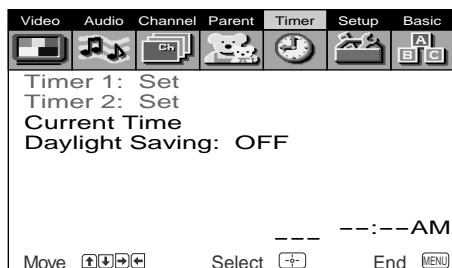 Video Audio Channel Parent Timer Setup Basic
Ch A B C
Timer 1: Set
Timer 2: Set
Current Time
Daylight Saving: OFF
___ --:--AM
Move Select End MENU